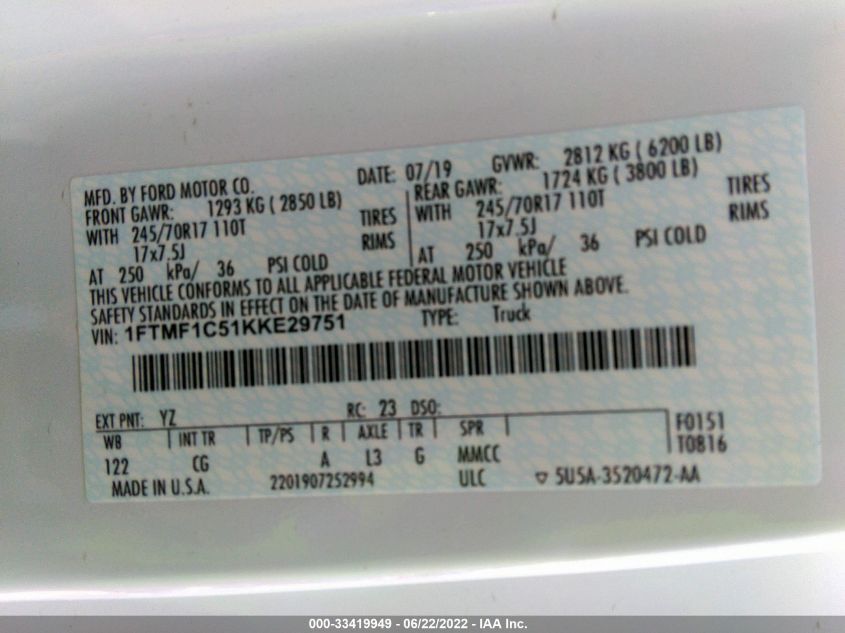 MFD. BY FORD MOTOR CO. DATE: 07/19 GVWR: 2812 KG ( 6200 LB)
FRONT GAWR: 1293 KG ( 2850 LB) REAR GAWR: 1724 KG ( 3800 LB)
WITH 245/70R17 110T TIRES WITH 245/70R17 110T TIRES
17x7.5J RIMS 17x7.5J RIMS
AT 250 kPa/ 36 PSI COLD AT 250 kPa/ 36 PSI COLD
THIS VEHICLE CONFORMS TO ALL APPLICABLE FEDERAL MOTOR VEHICLE
SAFETY STANDARDS IN EFFECT ON THE DATE OF MANUFACTURE SHOWN ABOVE.
VIN: 1FTMF1C51KKE29751 TYPE: Truck
EXT PNT: YZ RC: 23 DSO: F0151
WB INT TR TP/PS R AXLE TR SPR T0816
122 CG A L3 G MMCC
MADE IN U.S.A. 2201907252994 ULC 5U5A-3520472-AA
000-33419949 - 06/22/2022 - IAA Inc.